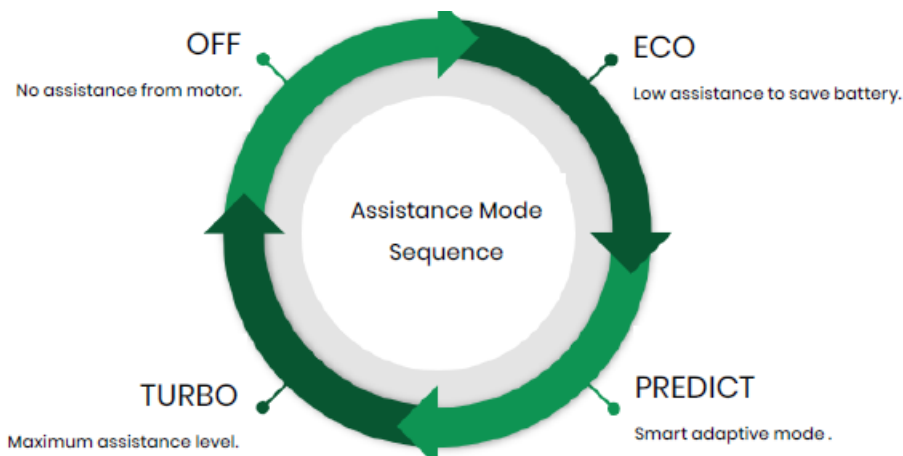 OFF
No assistance from motor.
ECO
Low assistance to save battery.
Assistance Mode
Sequence
TURBO
Maximum assistance level.
PREDICT
Smart adaptive mode .